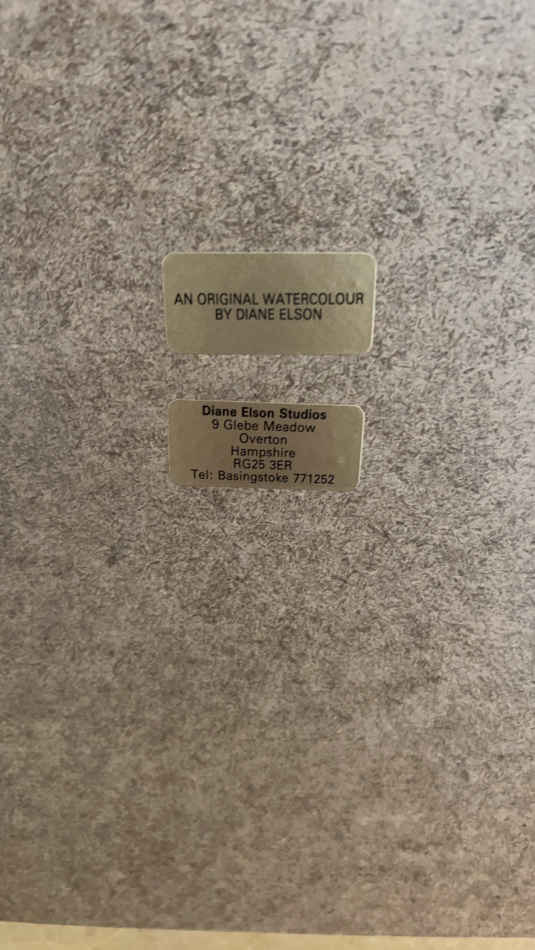 AN ORIGINAL WATERCOLOUR
BY DIANE ELSON
Diane Elson Studios
9 Glebe Meadow
Overton
Hampshire
RG25 3ER
Tel: Basingstoke 771252